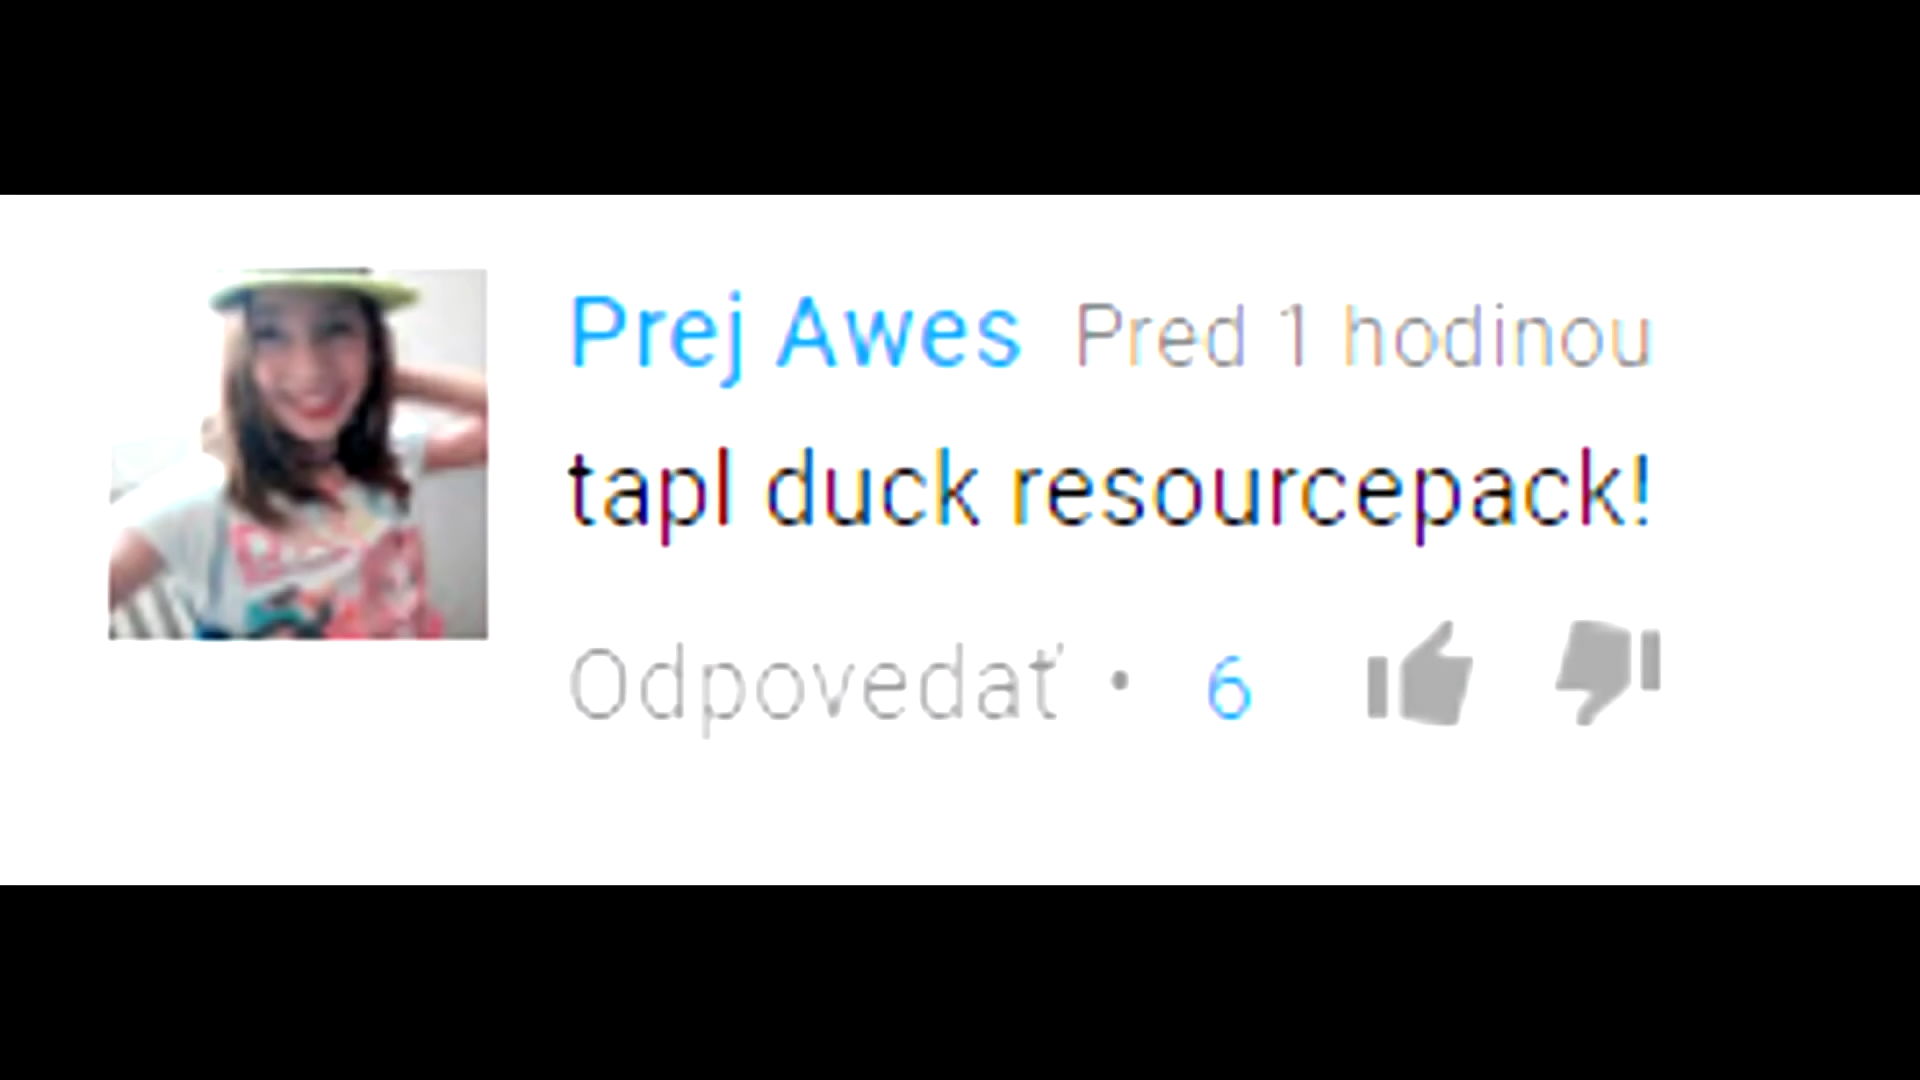 Prej Awes Pred 1 hodinou
tapl duck resourcepack!
Odpovedať • 6